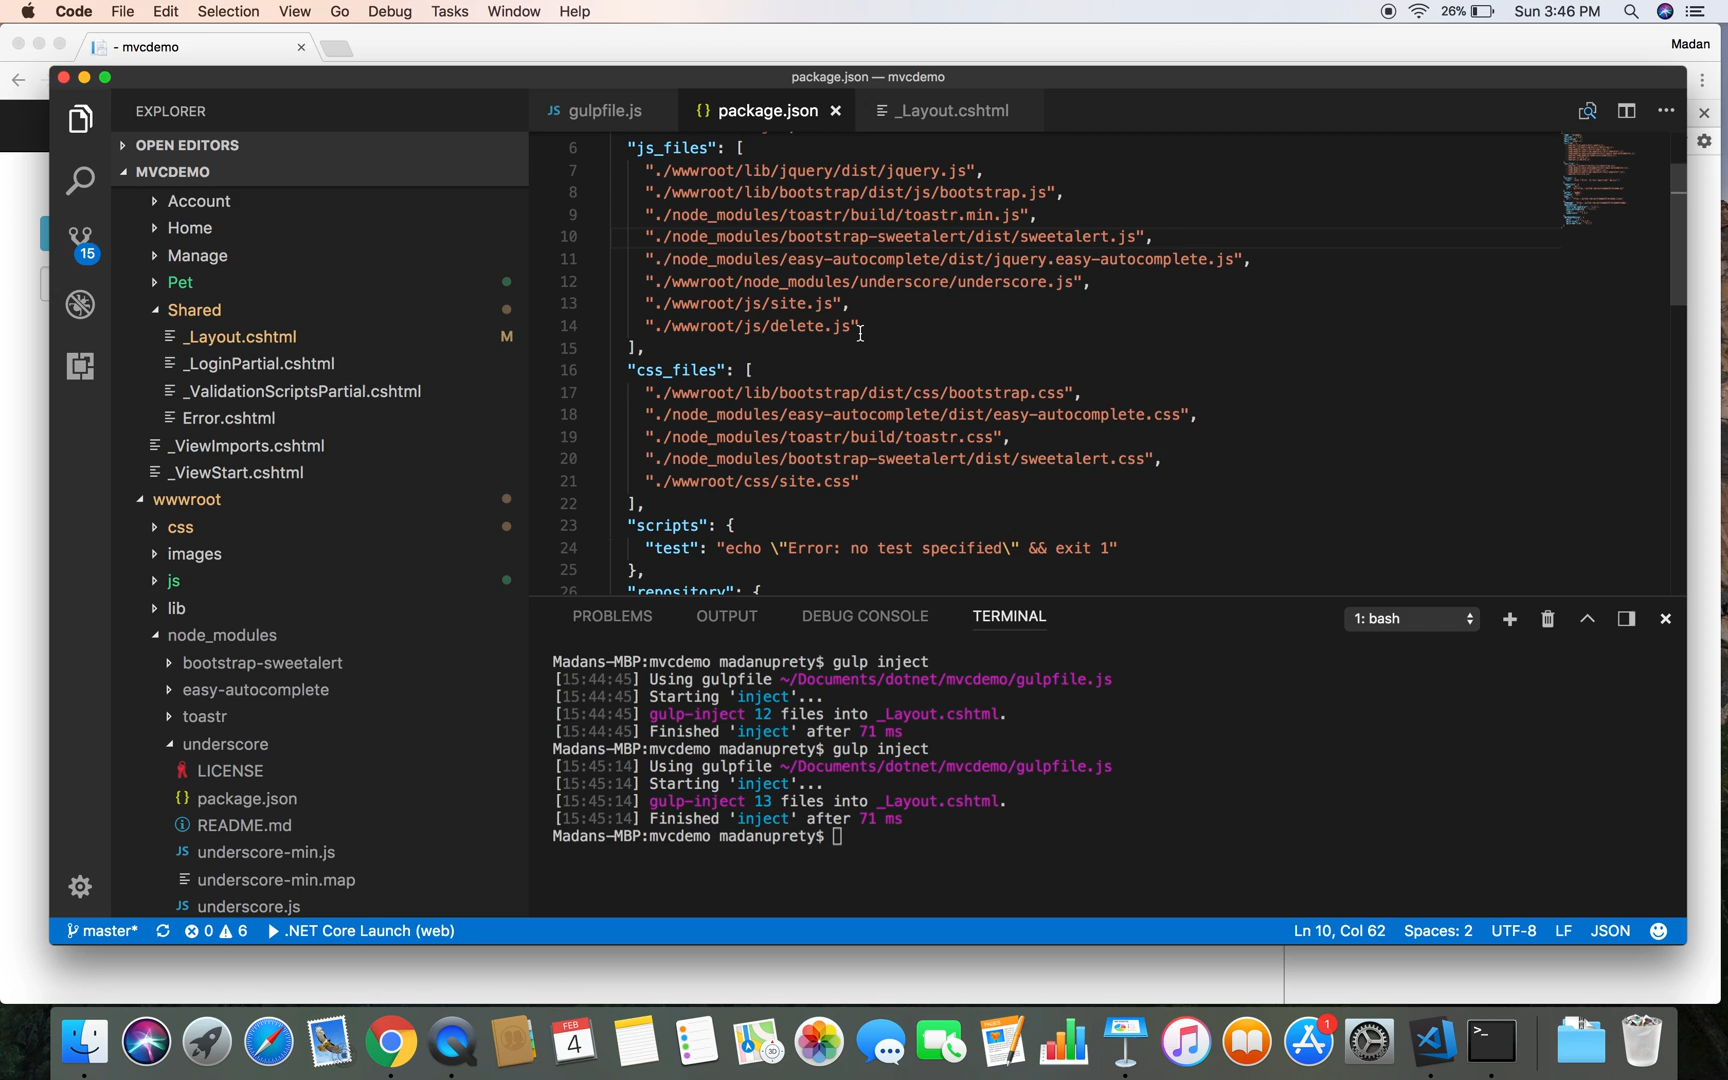 Code File Edit Selection View Go Debug Tasks Window Help
26% Sun 3:46 PM
- mvcdemo
Madan
package.json — mvcdemo
EXPLORER
OPEN EDITORS
MVCDEMO
Account
Home
Manage
Pet
Shared
_Layout.cshtml M
_LoginPartial.cshtml
_ValidationScriptsPartial.cshtml
Error.cshtml
_ViewImports.cshtml
_ViewStart.cshtml
wwwroot
css
images
js
lib
node_modules
bootstrap-sweetalert
easy-autocomplete
toastr
underscore
LICENSE
{} package.json
README.md
JS underscore-min.js
underscore-min.map
JS underscore.js
15
JS gulpfile.js {} package.json _Layout.cshtml
6 "js_files": [
7 "./wwwroot/lib/jquery/dist/jquery.js",
8 "./wwwroot/lib/bootstrap/dist/js/bootstrap.js",
9 "./node_modules/toastr/build/toastr.min.js",
10 "./node_modules/bootstrap-sweetalert/dist/sweetalert.js",
11 "./node_modules/easy-autocomplete/dist/jquery.easy-autocomplete.js",
12 "./wwwroot/node_modules/underscore/underscore.js",
13 "./wwwroot/js/site.js",
14 "./wwwroot/js/delete.js"
15 ],
16 "css_files": [
17 "./wwwroot/lib/bootstrap/dist/css/bootstrap.css",
18 "./node_modules/easy-autocomplete/dist/easy-autocomplete.css",
19 "./node_modules/toastr/build/toastr.css",
20 "./node_modules/bootstrap-sweetalert/dist/sweetalert.css",
21 "./wwwroot/css/site.css"
22 ],
23 "scripts": {
24 "test": "echo \"Error: no test specified\" && exit 1"
25 },
26 "repository": {
PROBLEMS OUTPUT DEBUG CONSOLE TERMINAL
1: bash
Madans-MBP:mvcdemo madanuprety$ gulp inject
[15:44:45] Using gulpfile ~/Documents/dotnet/mvcdemo/gulpfile.js
[15:44:45] Starting 'inject'...
[15:44:45] gulp-inject 12 files into _Layout.cshtml.
[15:44:45] Finished 'inject' after 71 ms
Madans-MBP:mvcdemo madanuprety$ gulp inject
[15:45:14] Using gulpfile ~/Documents/dotnet/mvcdemo/gulpfile.js
[15:45:14] Starting 'inject'...
[15:45:14] gulp-inject 13 files into _Layout.cshtml.
[15:45:14] Finished 'inject' after 71 ms
Madans-MBP:mvcdemo madanuprety$
master* 0 6 .NET Core Launch (web) Ln 10, Col 62 Spaces: 2 UTF-8 LF JSON
FEB
4
3D
PAGES
1
>_